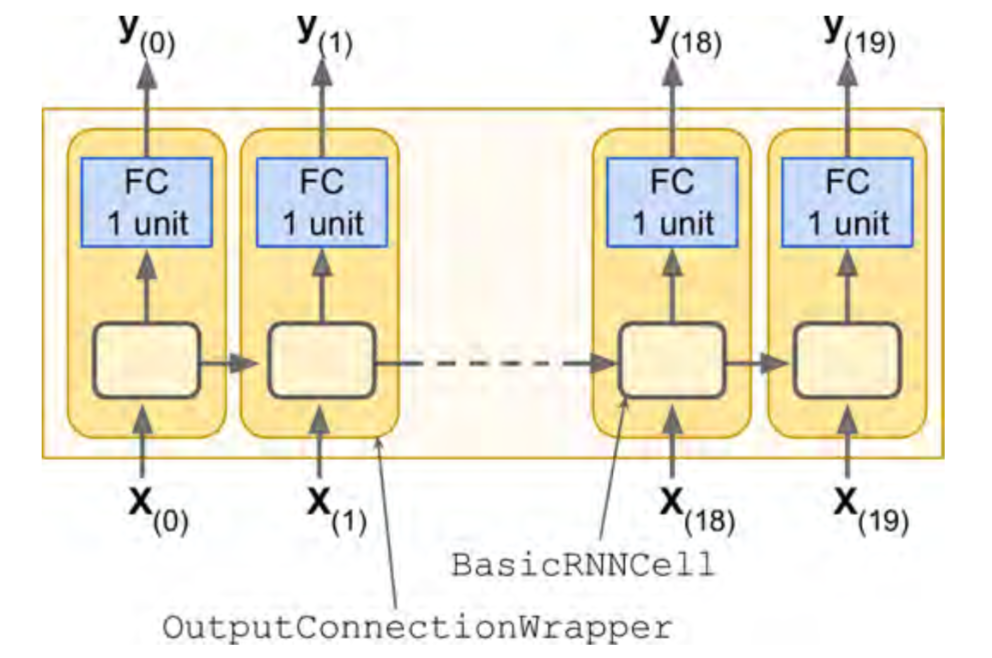 y(0) y(1) y(18) y(19)
FC FC FC FC
1 unit 1 unit 1 unit 1 unit
X(0) X(1) X(18) X(19)
BasicRNNCell
OutputConnectionWrapper